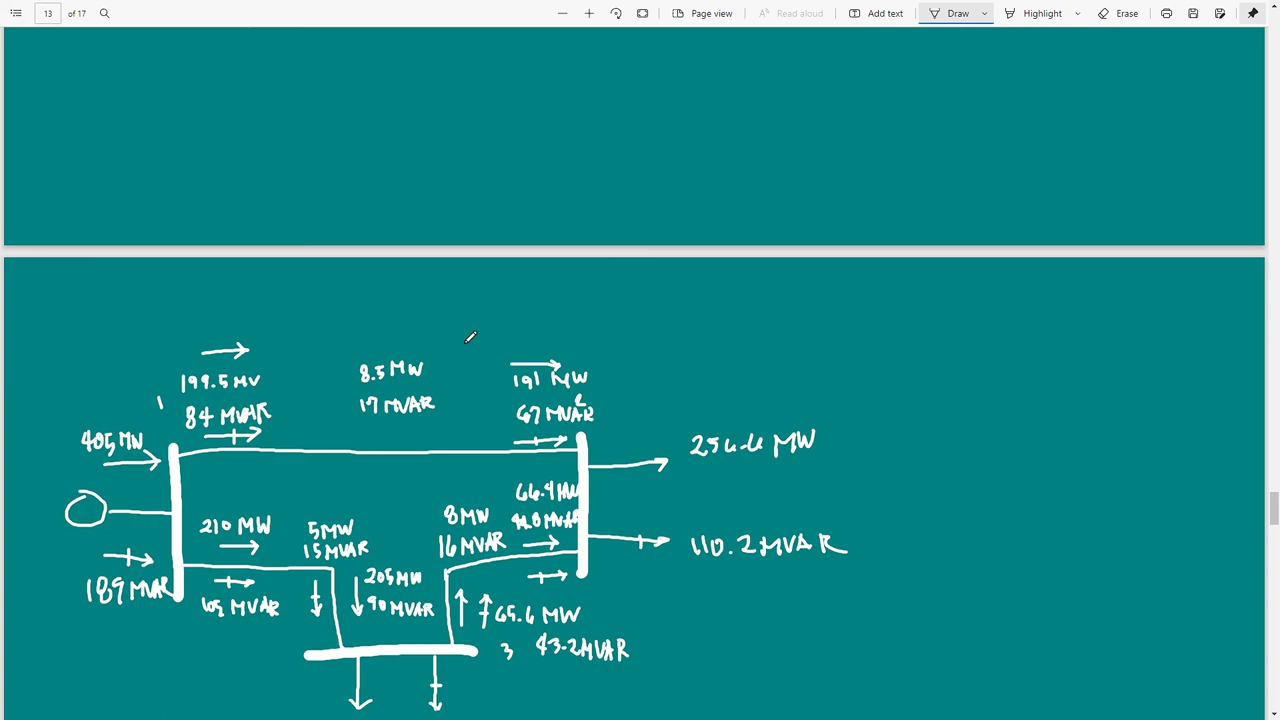 13 of 17 Page view Read aloud Add text Draw Highlight Erase
199.5 MW
84 MVAR
8.5 MW
17 MVAR
191 MW
67 MVAR
1
2
405 MW
189 MVAR
256.6 MW
110.2 MVAR
210 MW
105 MVAR
5 MW
15 MVAR
205 MW
90 MVAR
8 MW
16 MVAR
66.4 MW
MVAR
65.6 MW
43.2 MVAR
3